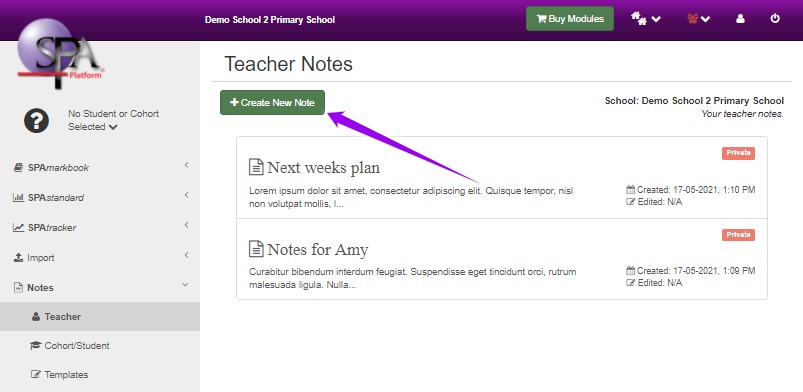 Demo School 2 Primary School
Buy Modules
SPA
Platform®
No Student or Cohort
Selected
SPAmarkbook
SPAstandard
SPAtracker
Import
Notes
Teacher
Cohort/Student
Templates
Teacher Notes
Create New Note
School: Demo School 2 Primary School
Your teacher notes.
Next weeks plan
Private
Lorem ipsum dolor sit amet, consectetur adipiscing elit. Quisque tempor, nisl
non volutpat mollis, l...
Created: 17-05-2021, 1:10 PM
Edited: N/A
Notes for Amy
Private
Curabitur bibendum interdum feugiat. Suspendisse eget tincidunt orci, rutrum
malesuada ligula. Nulla...
Created: 17-05-2021, 1:09 PM
Edited: N/A